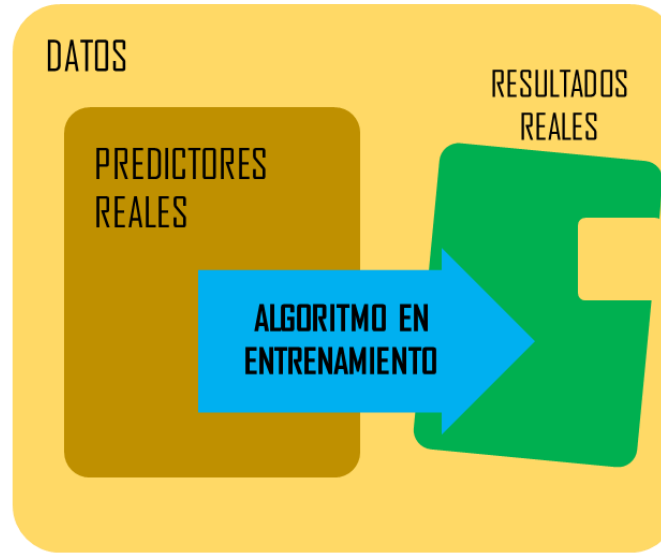 DATOS
RESULTADOS
REALES
PREDICTORES
REALES
ALGORITMO EN
ENTRENAMIENTO